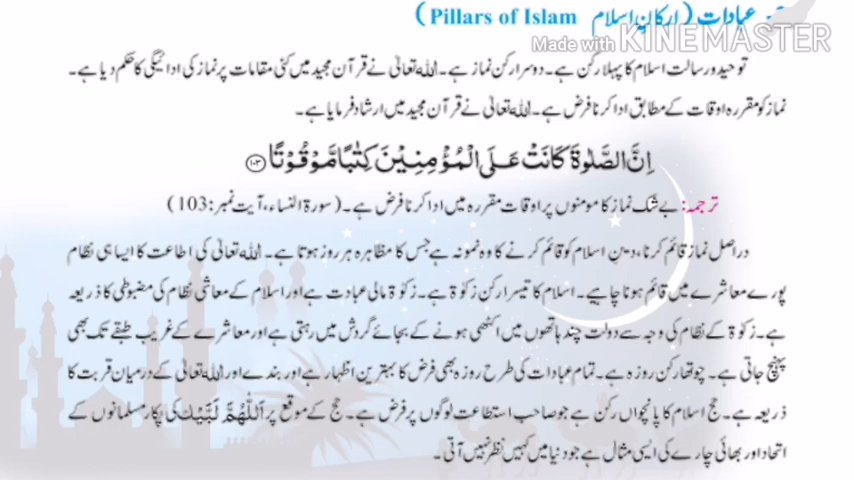 عبادات (ارکانِ اسلام Pillars of Islam)
Made with KINEMASTER
توحید و رسالت اسلام کا پہلا رکن ہے۔ دوسرا رکن نماز ہے۔ اللہ تعالیٰ نے قرآن مجید میں کئی مقامات پر نماز کی ادائیگی کا حکم دیا ہے۔
نماز کو مقررہ اوقات کے مطابق ادا کرنا فرض ہے۔ اللہ تعالیٰ نے قرآن مجید میں ارشاد فرمایا ہے۔
اِنَّ الصَّلٰوةَ كَانَتْ عَلَى الْمُؤْمِنِيْنَ كِتٰبًا مَّوْقُوْتًا ﴿۱۰۳﴾
ترجمہ: بے شک نماز کا مومنوں پر اوقات مقررہ میں ادا کرنا فرض ہے۔ (سورة النساء، آیت نمبر: 103)
دراصل نماز قائم کرنا، دینِ اسلام کو قائم کرنے کا وہ نمونہ ہے جس کا مظاہرہ ہر روز ہوتا ہے۔ اللہ تعالیٰ کی اطاعت کا ایسا ہی نظام
پورے معاشرے میں قائم ہونا چاہیے۔ اسلام کا تیسرا رکن زکوٰۃ ہے۔ زکوٰۃ مالی عبادت ہے اور اسلام کے معاشی نظام کی مضبوطی کا ذریعہ
ہے۔ زکوٰۃ کے نظام کی وجہ سے دولت چند ہاتھوں میں اکٹھی ہونے کے بجائے گردش میں رہتی ہے اور معاشرے کے غریب طبقے تک بھی
پہنچ جاتی ہے۔ چوتھا رکن روزہ ہے۔ تمام عبادات کی طرح روزہ بھی فرض کا بہترین اظہار ہے اور بندے اور اللہ تعالیٰ کے درمیان قربت کا
ذریعہ ہے۔ حج اسلام کا پانچواں رکن ہے جو صاحب استطاعت لوگوں پر فرض ہے۔ حج کے موقع پر اَللّٰهُمَّ لَبَّيْك کی پکار مسلمانوں کے
اتحاد اور بھائی چارے کی ایسی مثال ہے جو دنیا میں کہیں نظر نہیں آتی۔